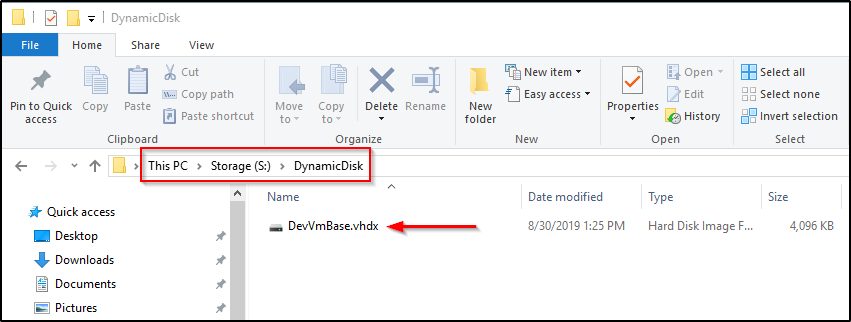 DynamicDisk
File Home Share View
Pin to Quick access
Copy
Paste
Cut
Copy path
Paste shortcut
Clipboard
Move to
Copy to
Delete
Rename
Organize
New folder
New item
Easy access
New
Properties
Open
Edit
History
Open
Select all
Select none
Invert selection
Select
This PC > Storage (S:) > DynamicDisk
Name Date modified Type Size
Quick access
Desktop
Downloads
Documents
Pictures
DevVmBase.vhdx 8/30/2019 1:25 PM Hard Disk Image F... 4,096 KB